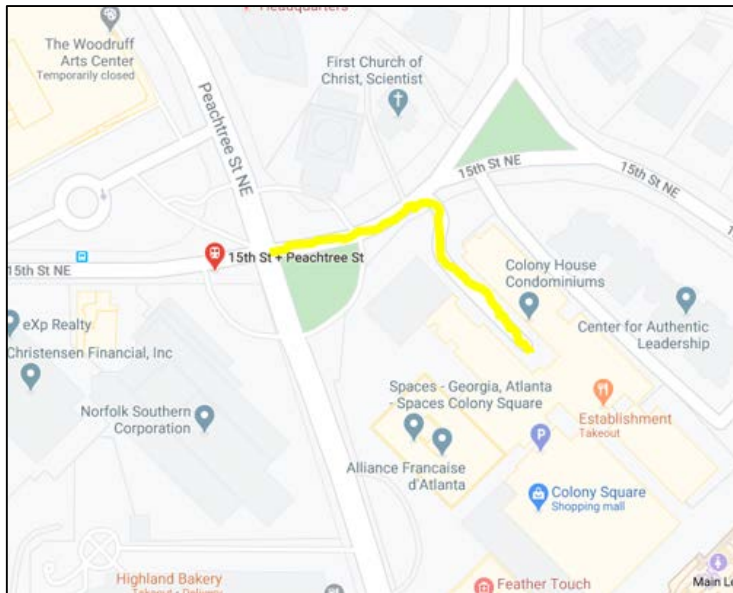 Headquarters
The Woodruff
Arts Center
Temporarily closed
First Church of
Christ, Scientist
Peachtree St NE
15th St NE
15th St NE
15th St + Peachtree St
15th St NE
Colony House
Condominiums
eXp Realty
Center for Authentic
Leadership
Christensen Financial, Inc
Spaces - Georgia, Atlanta
- Spaces Colony Square
Norfolk Southern
Corporation
Establishment
Takeout
P
Alliance Francaise
d'Atlanta
Colony Square
Shopping mall
Highland Bakery
Takeout • Delivery
Feather Touch
Main Le